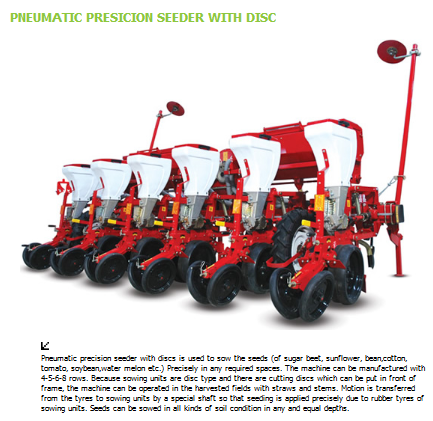 PNEUMATIC PRESICION SEEDER WITH DISC
Pneumatic precision seeder with discs is used to sow the seeds (of sugar beet, sunflower, bean,cotton,
tomato, soybean,water melon etc.) Precisely in any required spaces. The machine can be manufactured with
4-5-6-8 rows. Because sowing units are disc type and there are cutting discs which can be put in front of
frame, the machine can be operated in the harvested fields with straws and stems. Motion is transferred
from the tyres to sowing units by a special shaft so that seeding is applied precisely due to rubber tyres of
sowing units. Seeds can be sowed in all kinds of soil condition in any and equal depths.